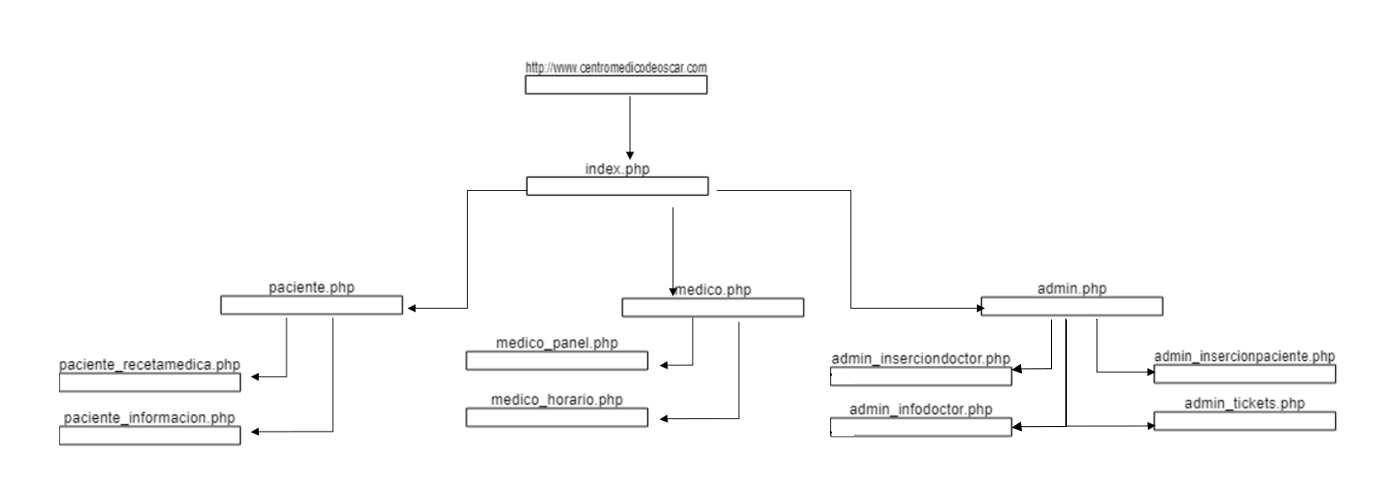 http://www.centromedicodeoscar.com
index.php
paciente.php
medico.php
admin.php
paciente_recetamedica.php
paciente_informacion.php
medico_panel.php
medico_horario.php
admin_inserciondoctor.php
admin_insercionpaciente.php
admin_infodoctor.php
admin_tickets.php